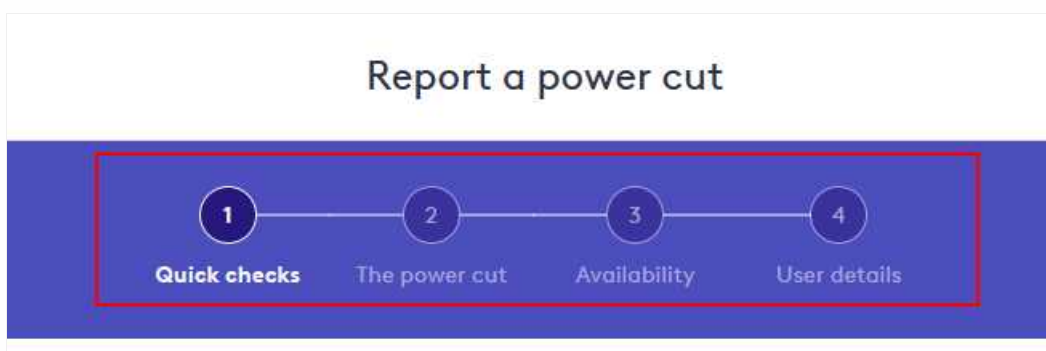 Report a power cut
1 2 3 4
Quick checks The power cut Availability User details